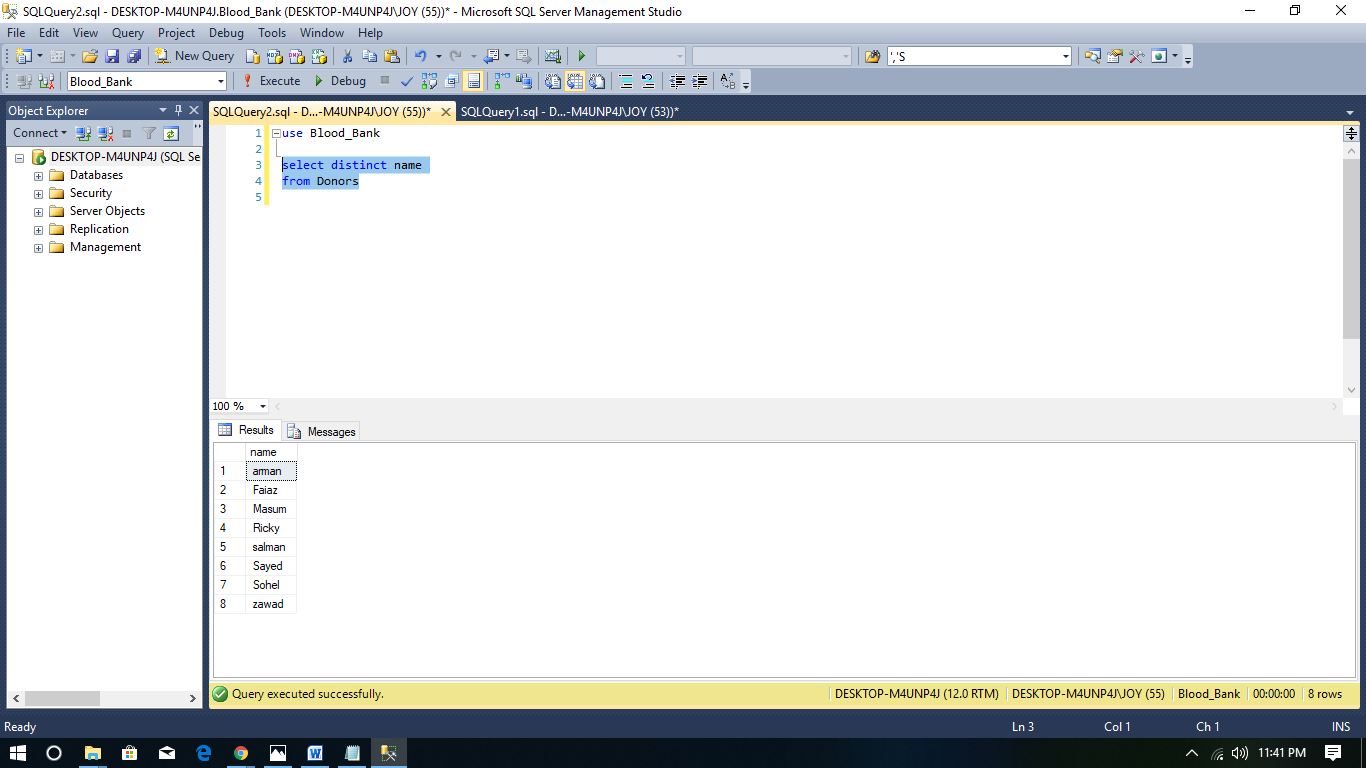 SQLQuery2.sql - DESKTOP-M4UNP4J.Blood_Bank (DESKTOP-M4UNP4J\JOY (55))* - Microsoft SQL Server Management Studio
File Edit View Query Project Debug Tools Window Help
New Query ','S
Blood_Bank Execute Debug
Object Explorer
Connect
DESKTOP-M4UNP4J (SQL Se
Databases
Security
Server Objects
Replication
Management
SQLQuery2.sql - D...-M4UNP4J\JOY (55))* SQLQuery1.sql - D...-M4UNP4J\JOY (53))*
1 use Blood_Bank
2
3 select distinct name
4 from Donors
5
100 %
Results Messages
name
1 aman
2 Faiaz
3 Masum
4 Ricky
5 salman
6 Sayed
7 Sohel
8 zawad
Query executed successfully. DESKTOP-M4UNP4J (12.0 RTM) DESKTOP-M4UNP4J\JOY (55) Blood_Bank 00:00:00 8 rows
Ready Ln 3 Col 1 Ch 1 INS
11:41 PM